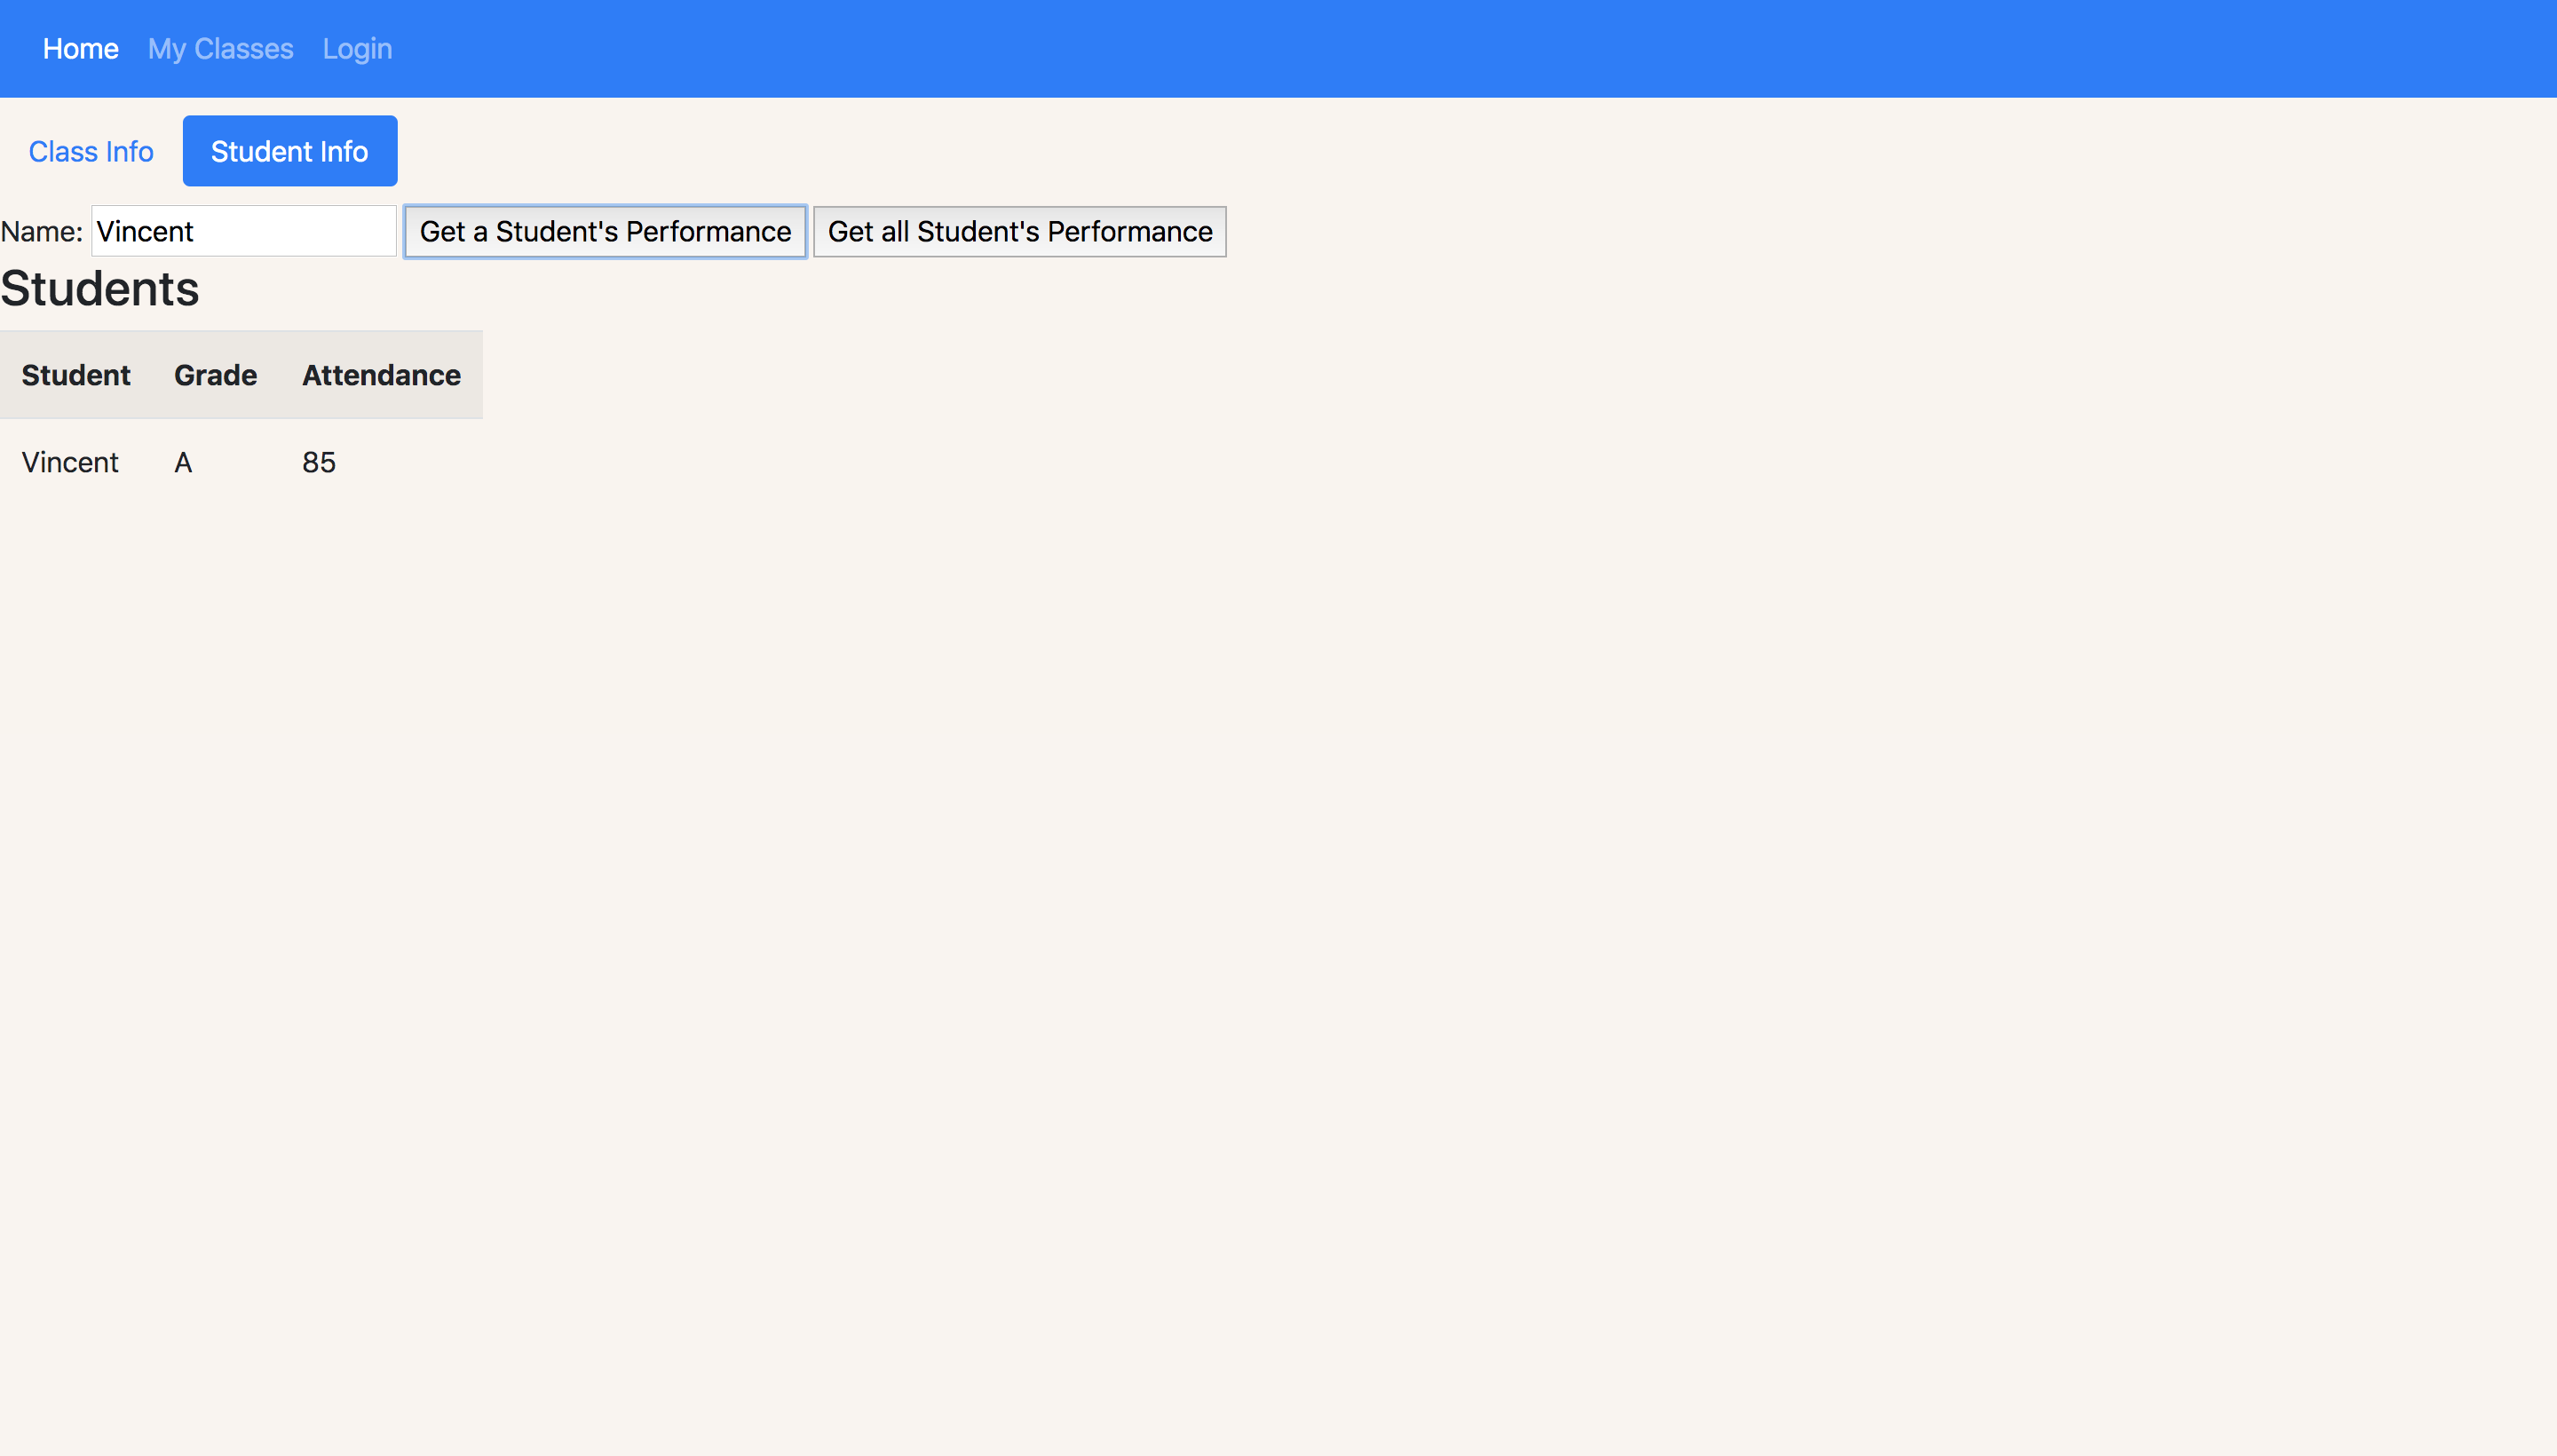 Home My Classes Login
Class Info Student Info
Name: Vincent Get a Student's Performance Get all Student's Performance
Students
Student Grade Attendance
Vincent A 85